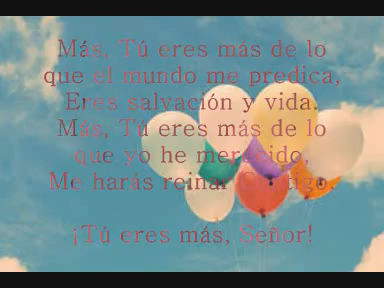 Más, Tú eres más de lo
que el mundo me predica,
Eres salvación y vida.
Más, Tú eres más de lo
que yo he merecido,
Me harás reinar Contigo.
¡Tú eres más, Señor!